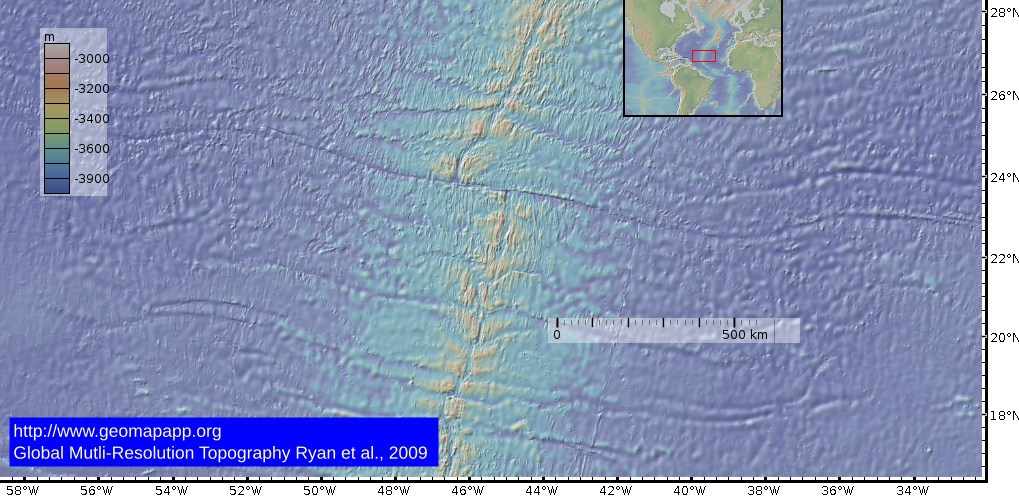 m
-3000
-3200
-3400
-3600
-3900
28°N
26°N
24°N
22°N
20°N
18°N
0 500 km
http://www.geomapapp.org
Global Mutli-Resolution Topography Ryan et al., 2009
58°W 56°W 54°W 52°W 50°W 48°W 46°W 44°W 42°W 40°W 38°W 36°W 34°W